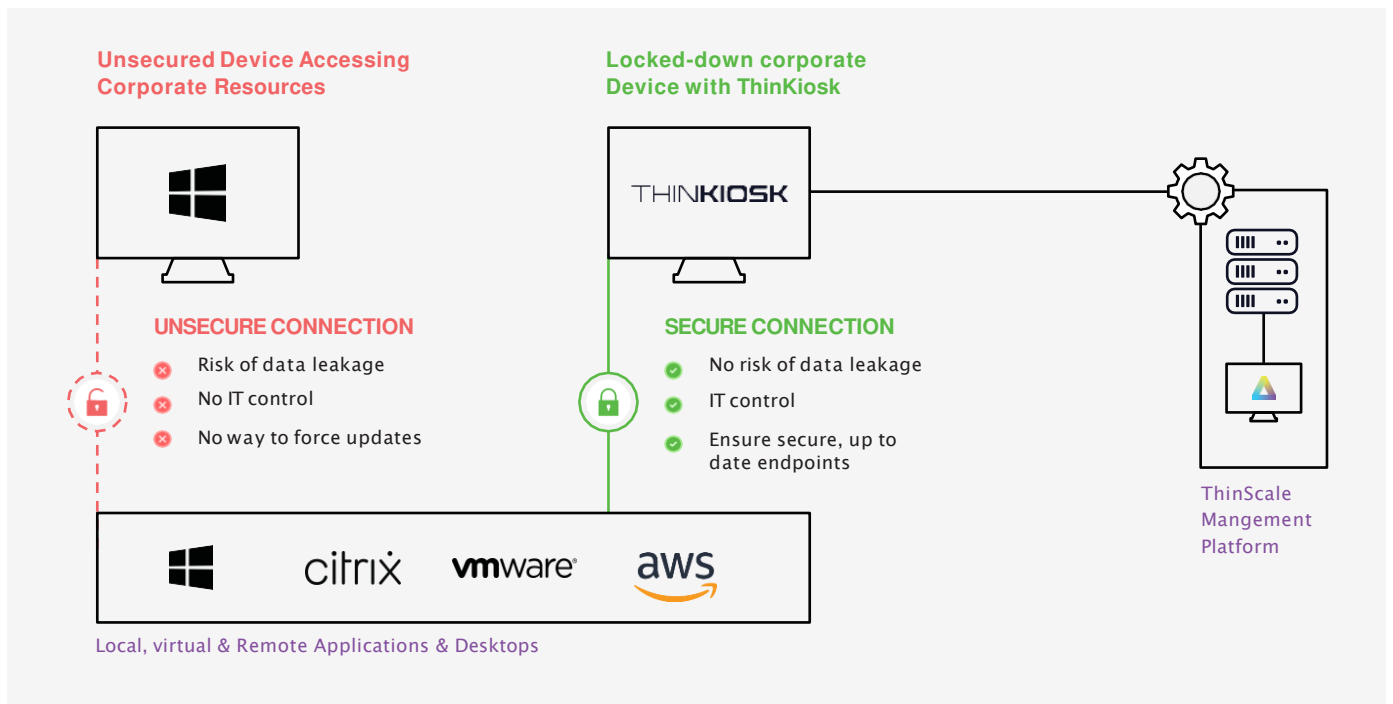 Unsecured Device Accessing
Corporate Resources
Locked-down corporate
Device with ThinKiosk
THINKIOSK
UNSECURE CONNECTION
Risk of data leakage
No IT control
No way to force updates
SECURE CONNECTION
No risk of data leakage
IT control
Ensure secure, up to
date endpoints
ThinScale
Mangement
Platform
citrix
vmware®
aws
Local, virtual & Remote Applications & Desktops